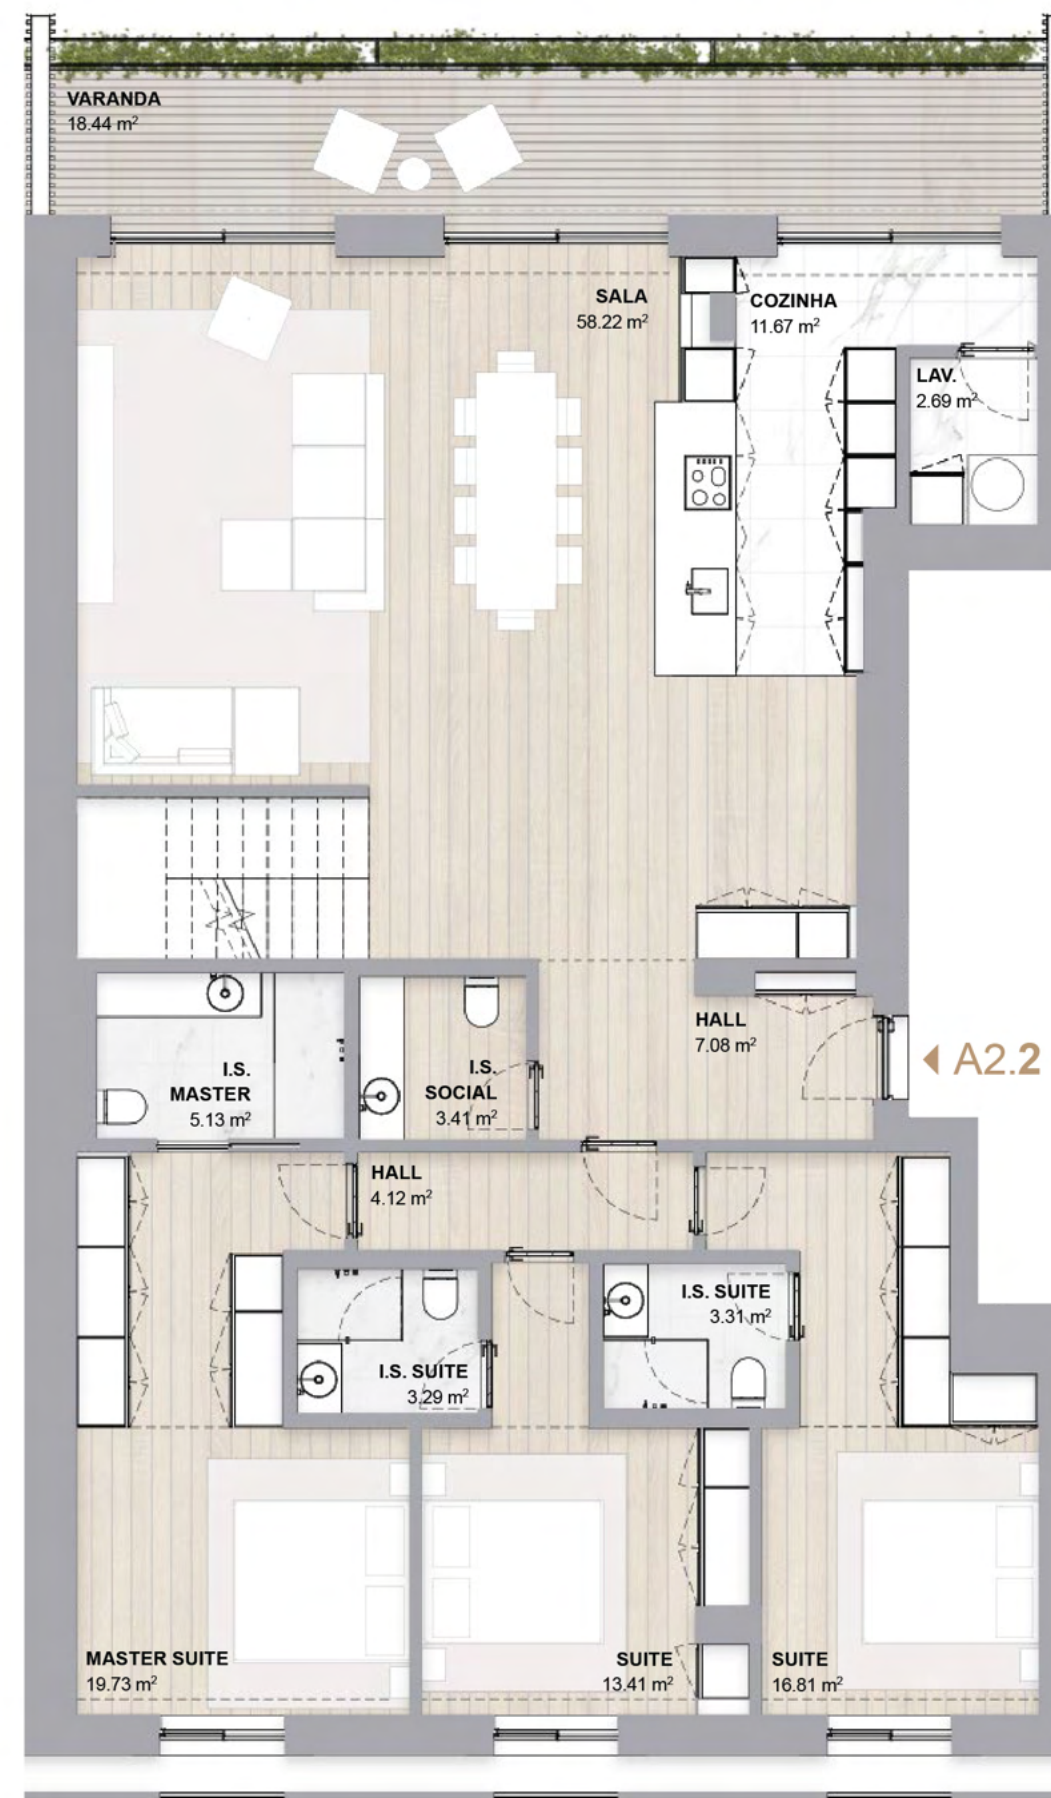 VARANDA
18.44 m²
SALA
58.22 m²
COZINHA
11.67 m²
LAV.
2.69 m²
HALL
7.08 m²
A2.2
I.S.
MASTER
5.13 m²
I.S.
SOCIAL
3.41 m²
HALL
4.12 m²
I.S. SUITE
3.31 m²
I.S. SUITE
3.29 m²
MASTER SUITE
19.73 m²
SUITE
13.41 m²
SUITE
16.81 m²